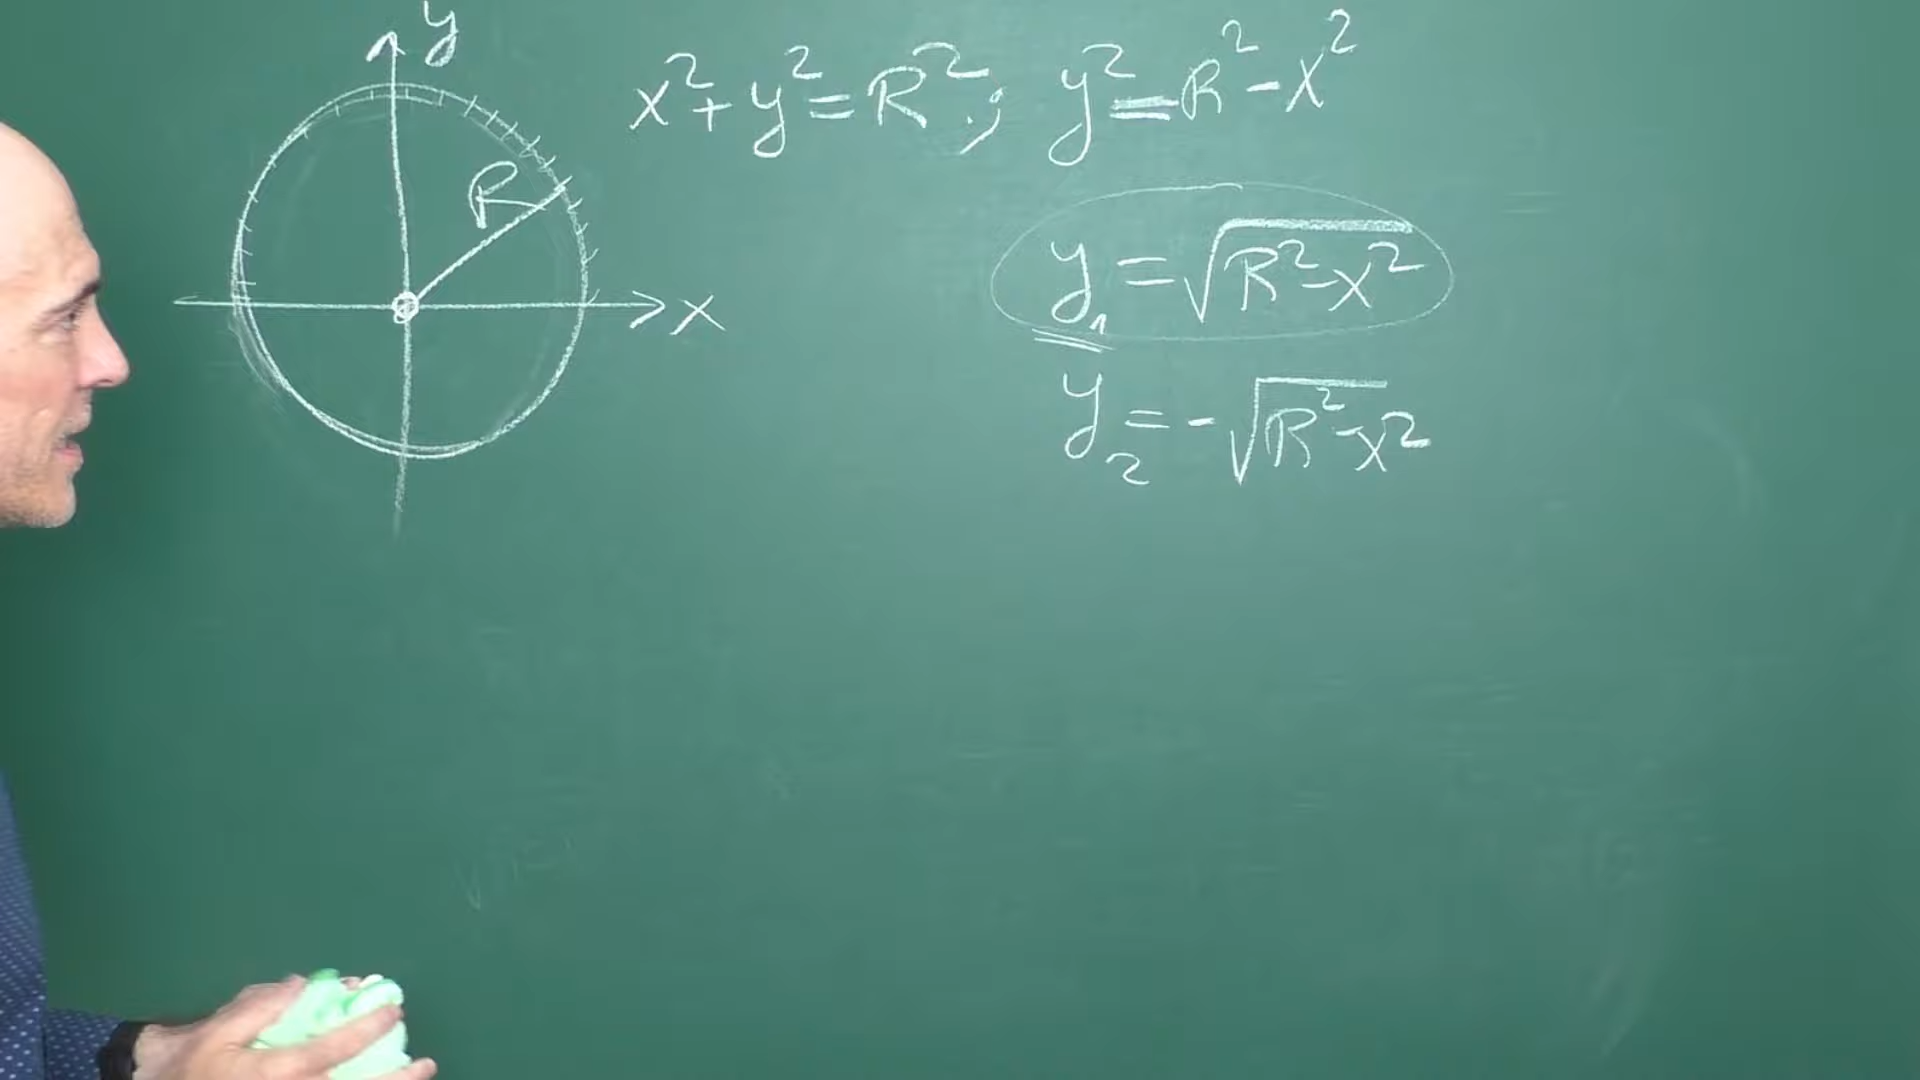 y
x²+y²=R²; y²=R²-x²
R
y₁=√R²-x²
x
y₂=-√R²-x²